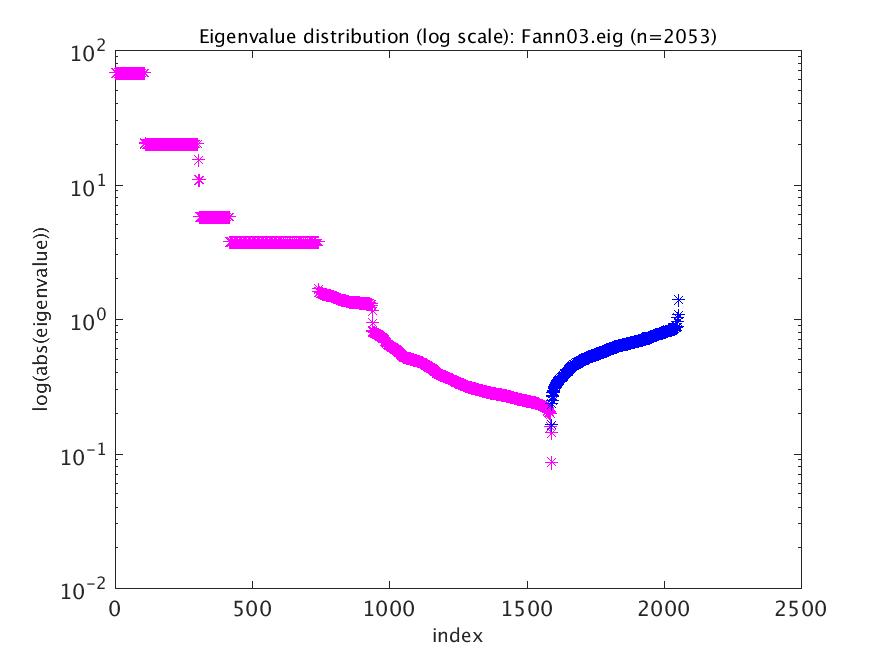 Eigenvalue distribution (log scale): Fann03.eig (n=2053)
log(abs(eigenvalue))
10^2
10^1
10^0
10^-1
10^-2
0 500 1000 1500 2000 2500
index